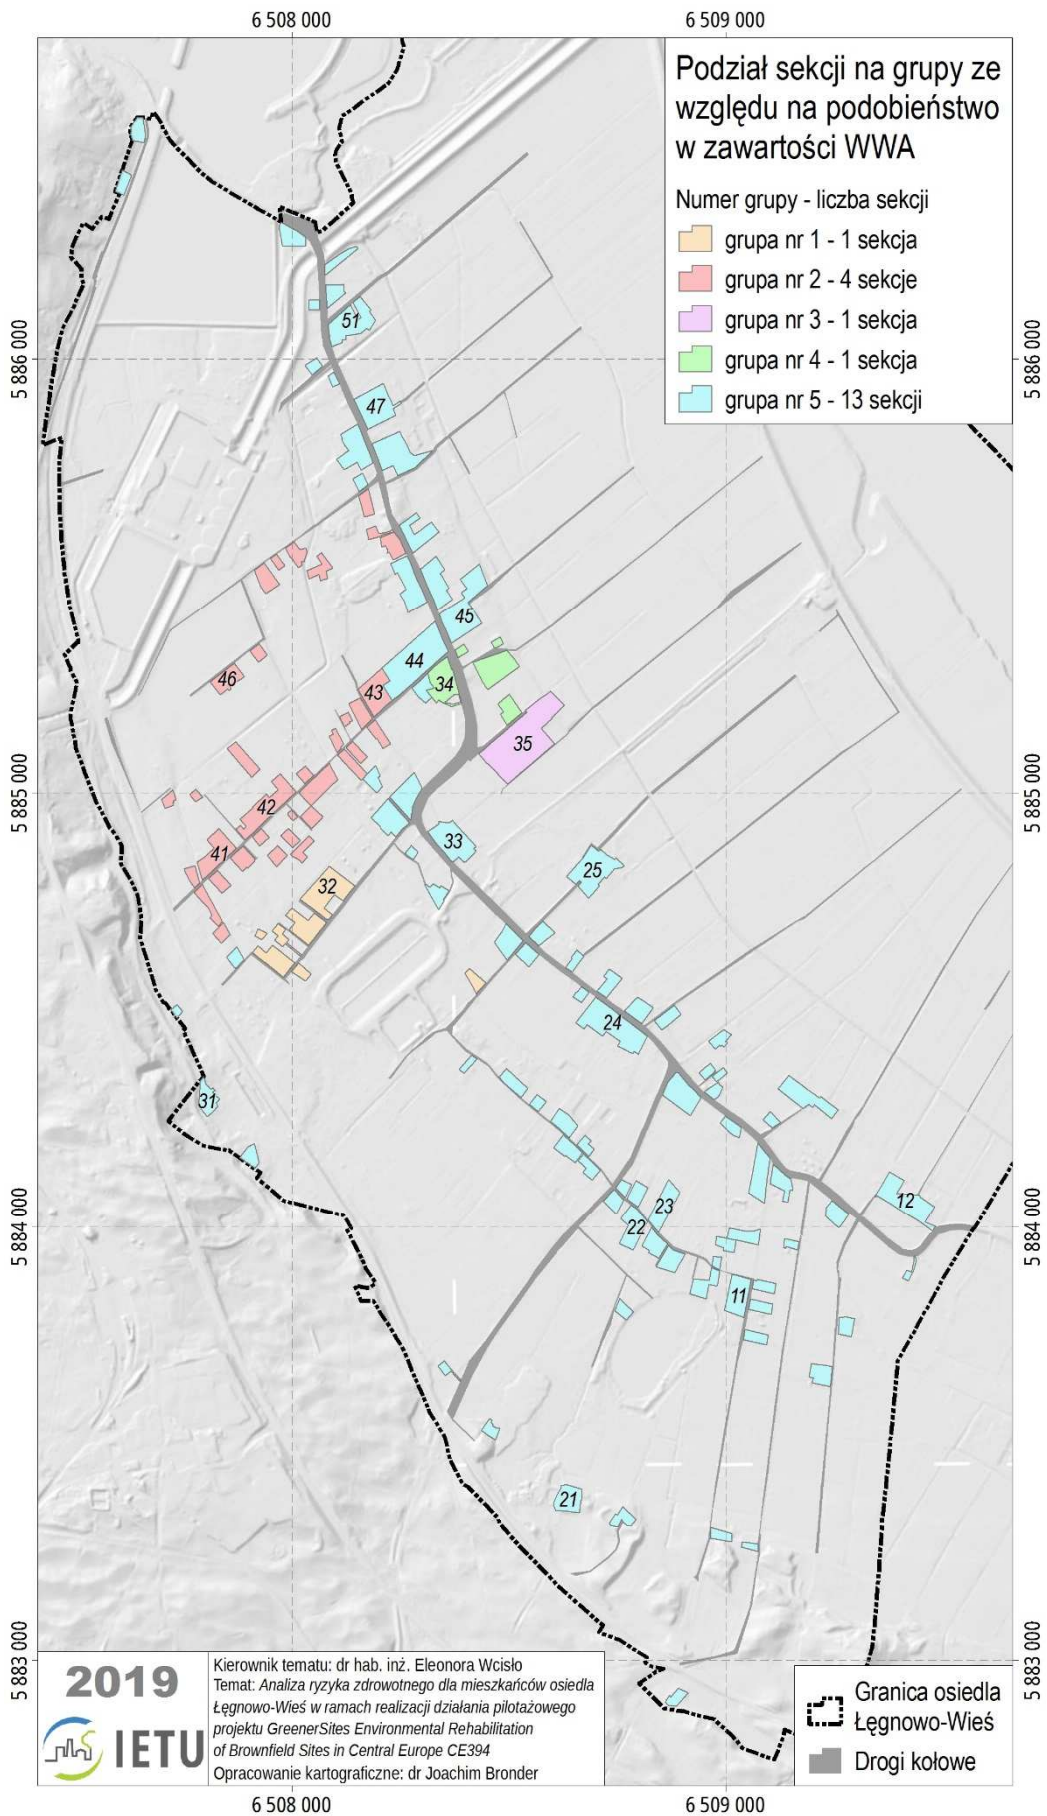 6 508 000
6 509 000
Podział sekcji na grupy ze
względu na podobieństwo
w zawartości WWA
Numer grupy - liczba sekcji
grupa nr 1 - 1 sekcja
grupa nr 2 - 4 sekcje
grupa nr 3 - 1 sekcja
grupa nr 4 - 1 sekcja
grupa nr 5 - 13 sekcji
51
5 886 000
5 886 000
47
45
44
46
43
34
35
5 885 000
5 885 000
42
33
41
25
32
24
31
12
23
22
5 884 000
5 884 000
11
21
5 883 000
5 883 000
2019
IETU
Kierownik tematu: dr hab. inż. Eleonora Wcisło
Temat: Analiza ryzyka zdrowotnego dla mieszkańców osiedla
Łęgnowo-Wieś w ramach realizacji działania pilotażowego
projektu GreenerSites Environmental Rehabilitation
of Brownfield Sites in Central Europe CE394
Opracowanie kartograficzne: dr Joachim Bronder
Granica osiedla
Łęgnowo-Wieś
Drogi kołowe
6 508 000
6 509 000